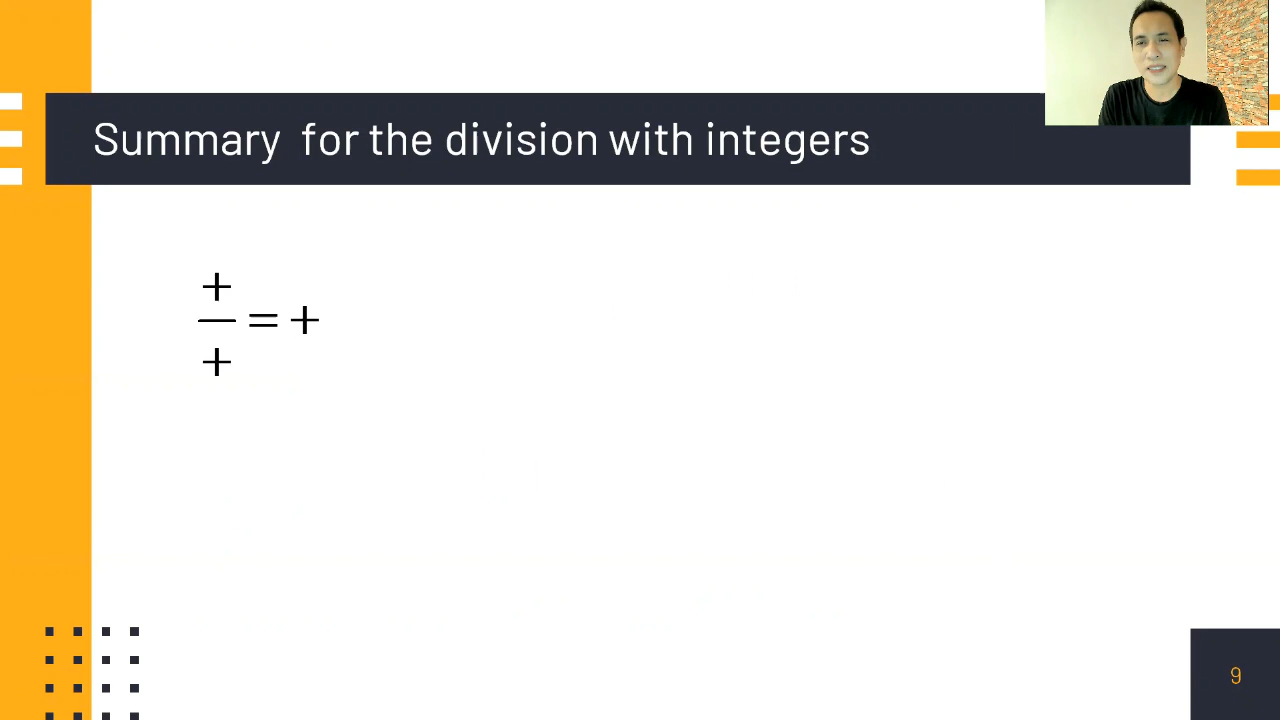 Summary for the division with integers
+
— = +
+
9